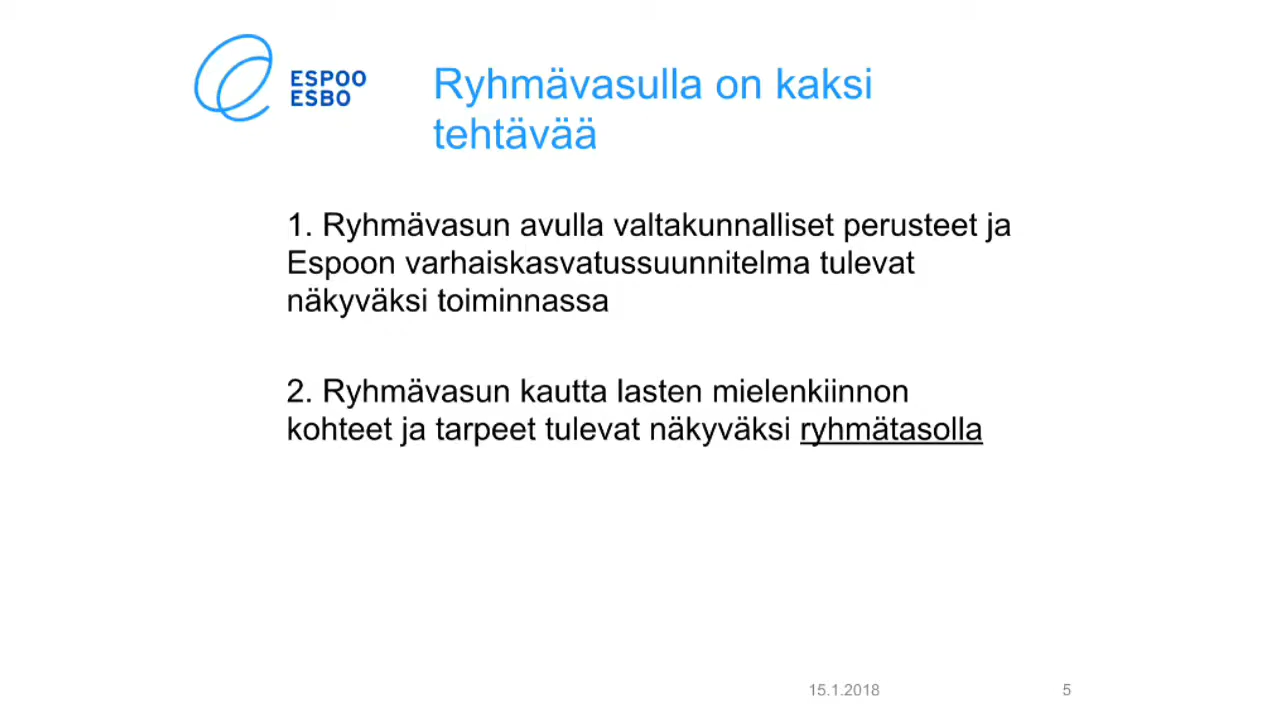 ESPOO
ESBO
Ryhmävasulla on kaksi
tehtävää
1. Ryhmävasun avulla valtakunnalliset perusteet ja
Espoon varhaiskasvatussuunnitelma tulevat
näkyväksi toiminnassa
2. Ryhmävasun kautta lasten mielenkiinnon
kohteet ja tarpeet tulevat näkyväksi ryhmätasolla
15.1.2018
5